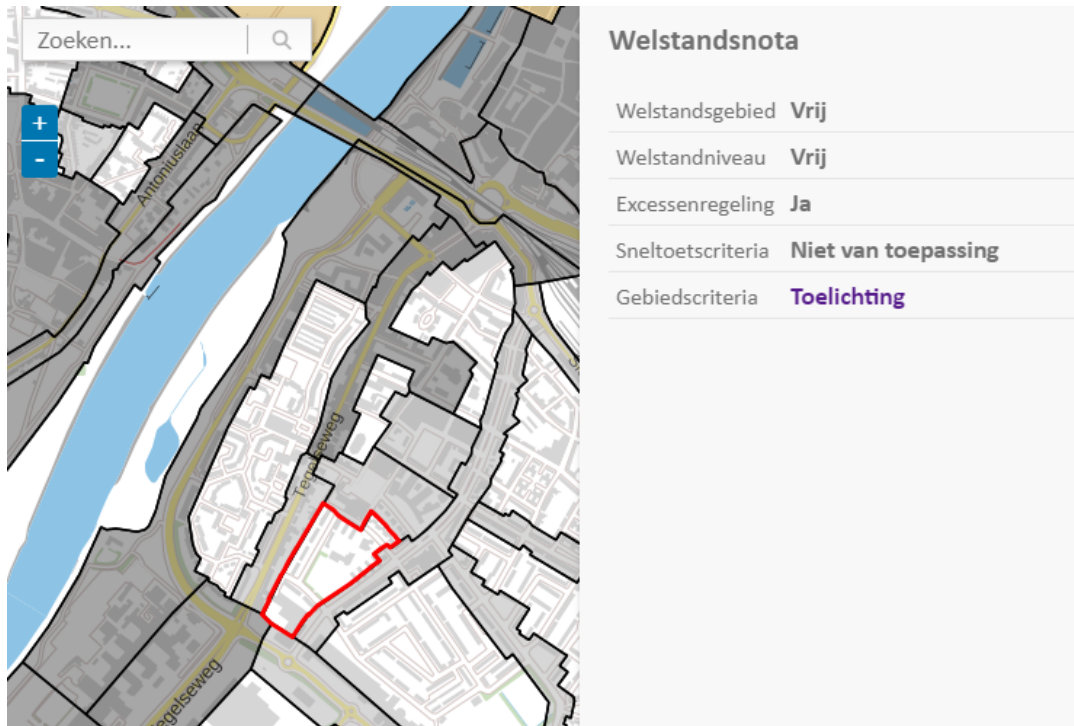 Zoeken...
+
-
Antoniuslaan
Tegelseweg
Tegelseweg
Welstandsnota
Welstandsgebied Vrij
Welstandniveau Vrij
Excessenregeling Ja
Sneltoetscriteria Niet van toepassing
Gebiedscriteria Toelichting